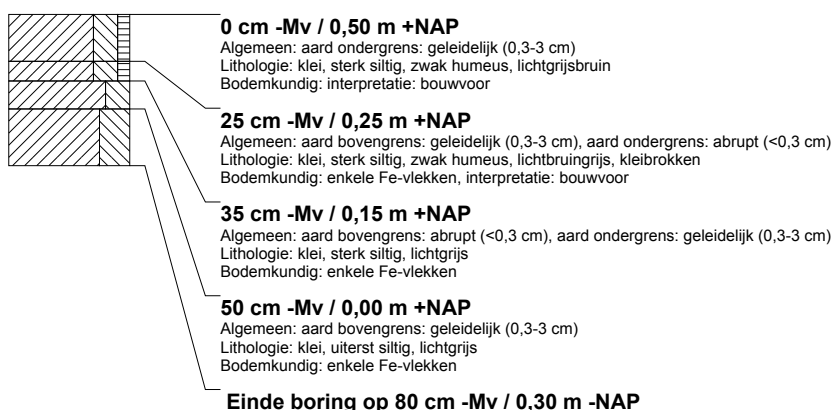 0 cm -Mv / 0,50 m +NAP
Algemeen: aard ondergrens: geleidelijk (0,3-3 cm)
Lithologie: klei, sterk siltig, zwak humeus, lichtgrijsbruin
Bodemkundig: interpretatie: bouwvoor
25 cm -Mv / 0,25 m +NAP
Algemeen: aard bovengrens: geleidelijk (0,3-3 cm), aard ondergrens: abrupt (<0,3 cm)
Lithologie: klei, sterk siltig, zwak humeus, lichtbruingrijs, kleibrokken
Bodemkundig: enkele Fe-vlekken, interpretatie: bouwvoor
35 cm -Mv / 0,15 m +NAP
Algemeen: aard bovengrens: abrupt (<0,3 cm), aard ondergrens: geleidelijk (0,3-3 cm)
Lithologie: klei, sterk siltig, lichtgrijs
Bodemkundig: enkele Fe-vlekken
50 cm -Mv / 0,00 m +NAP
Algemeen: aard bovengrens: geleidelijk (0,3-3 cm)
Lithologie: klei, uiterst siltig, lichtgrijs
Bodemkundig: enkele Fe-vlekken
Einde boring op 80 cm -Mv / 0,30 m -NAP